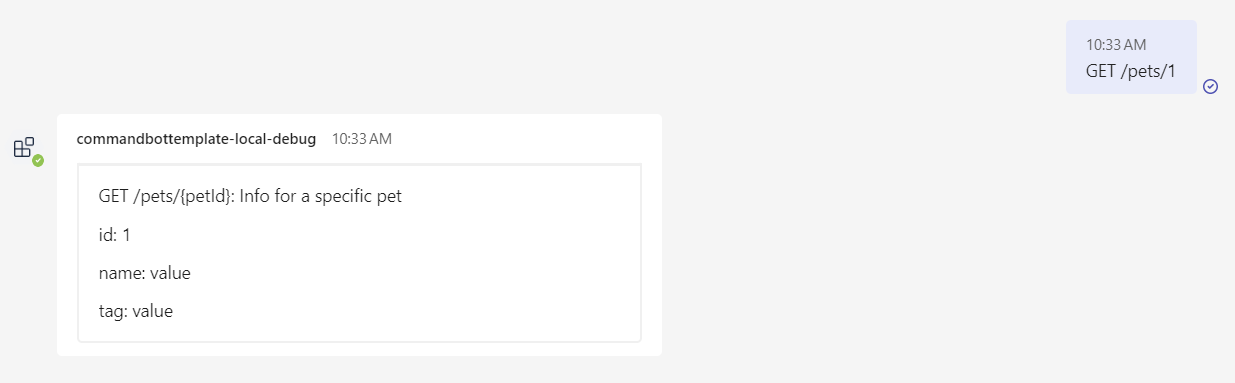 10:33 AM
GET /pets/1
commandbottemplate-local-debug 10:33 AM
GET /pets/{petId}: Info for a specific pet
id: 1
name: value
tag: value